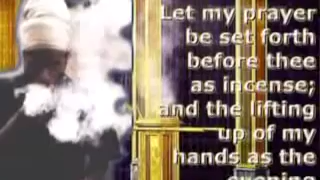 Let my prayer
be set forth
before thee
as incense;
and the lifting
up of my
hands as the
evening